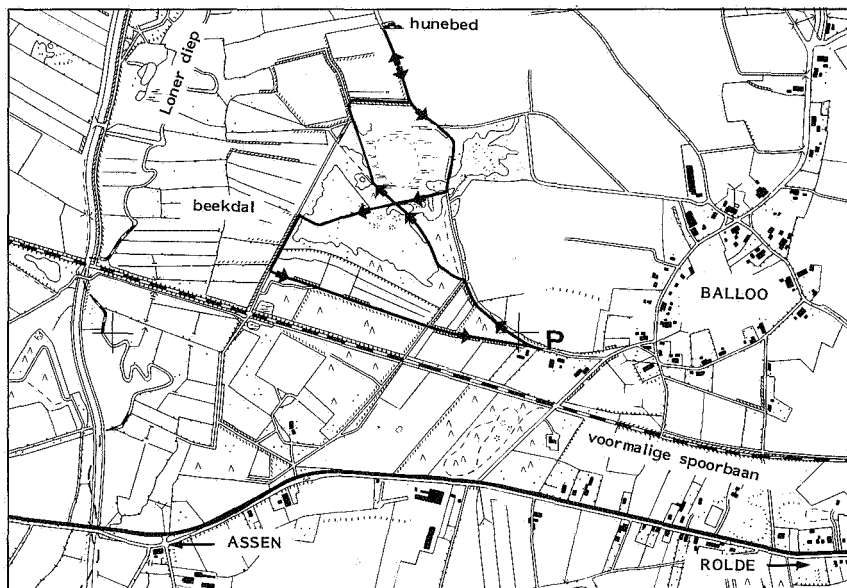 hunebed
Loner diep
beekdal
BALLOO
P
voormalige spoorbaan
ASSEN
ROLDE